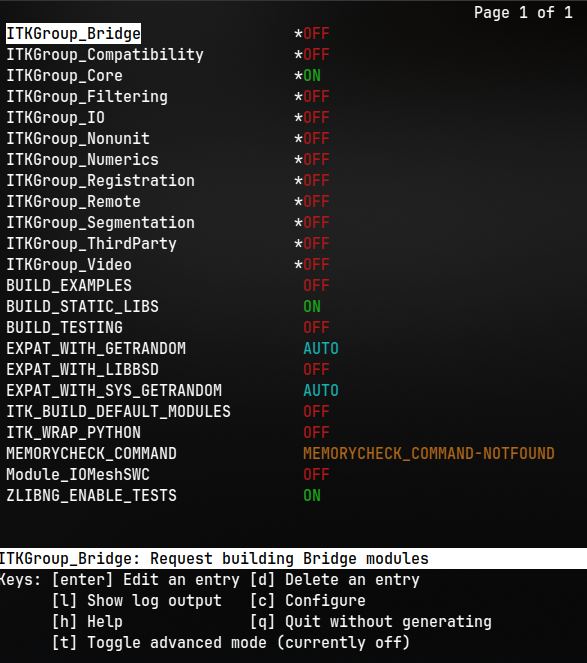 Page 1 of 1
ITKGroup_Bridge *OFF
ITKGroup_Compatibility *OFF
ITKGroup_Core *ON
ITKGroup_Filtering *OFF
ITKGroup_IO *OFF
ITKGroup_Nonunit *OFF
ITKGroup_Numerics *OFF
ITKGroup_Registration *OFF
ITKGroup_Remote *OFF
ITKGroup_Segmentation *OFF
ITKGroup_ThirdParty *OFF
ITKGroup_Video *OFF
BUILD_EXAMPLES OFF
BUILD_STATIC_LIBS ON
BUILD_TESTING OFF
EXPAT_WITH_GETRANDOM AUTO
EXPAT_WITH_LIBBSD OFF
EXPAT_WITH_SYS_GETRANDOM AUTO
ITK_BUILD_DEFAULT_MODULES OFF
ITK_WRAP_PYTHON OFF
MEMORYCHECK_COMMAND MEMORYCHECK_COMMAND-NOTFOUND
Module_IOMeshSWC OFF
ZLIBNG_ENABLE_TESTS ON
ITKGroup_Bridge: Request building Bridge modules
Keys: [enter] Edit an entry [d] Delete an entry
[l] Show log output [c] Configure
[h] Help [q] Quit without generating
[t] Toggle advanced mode (currently off)